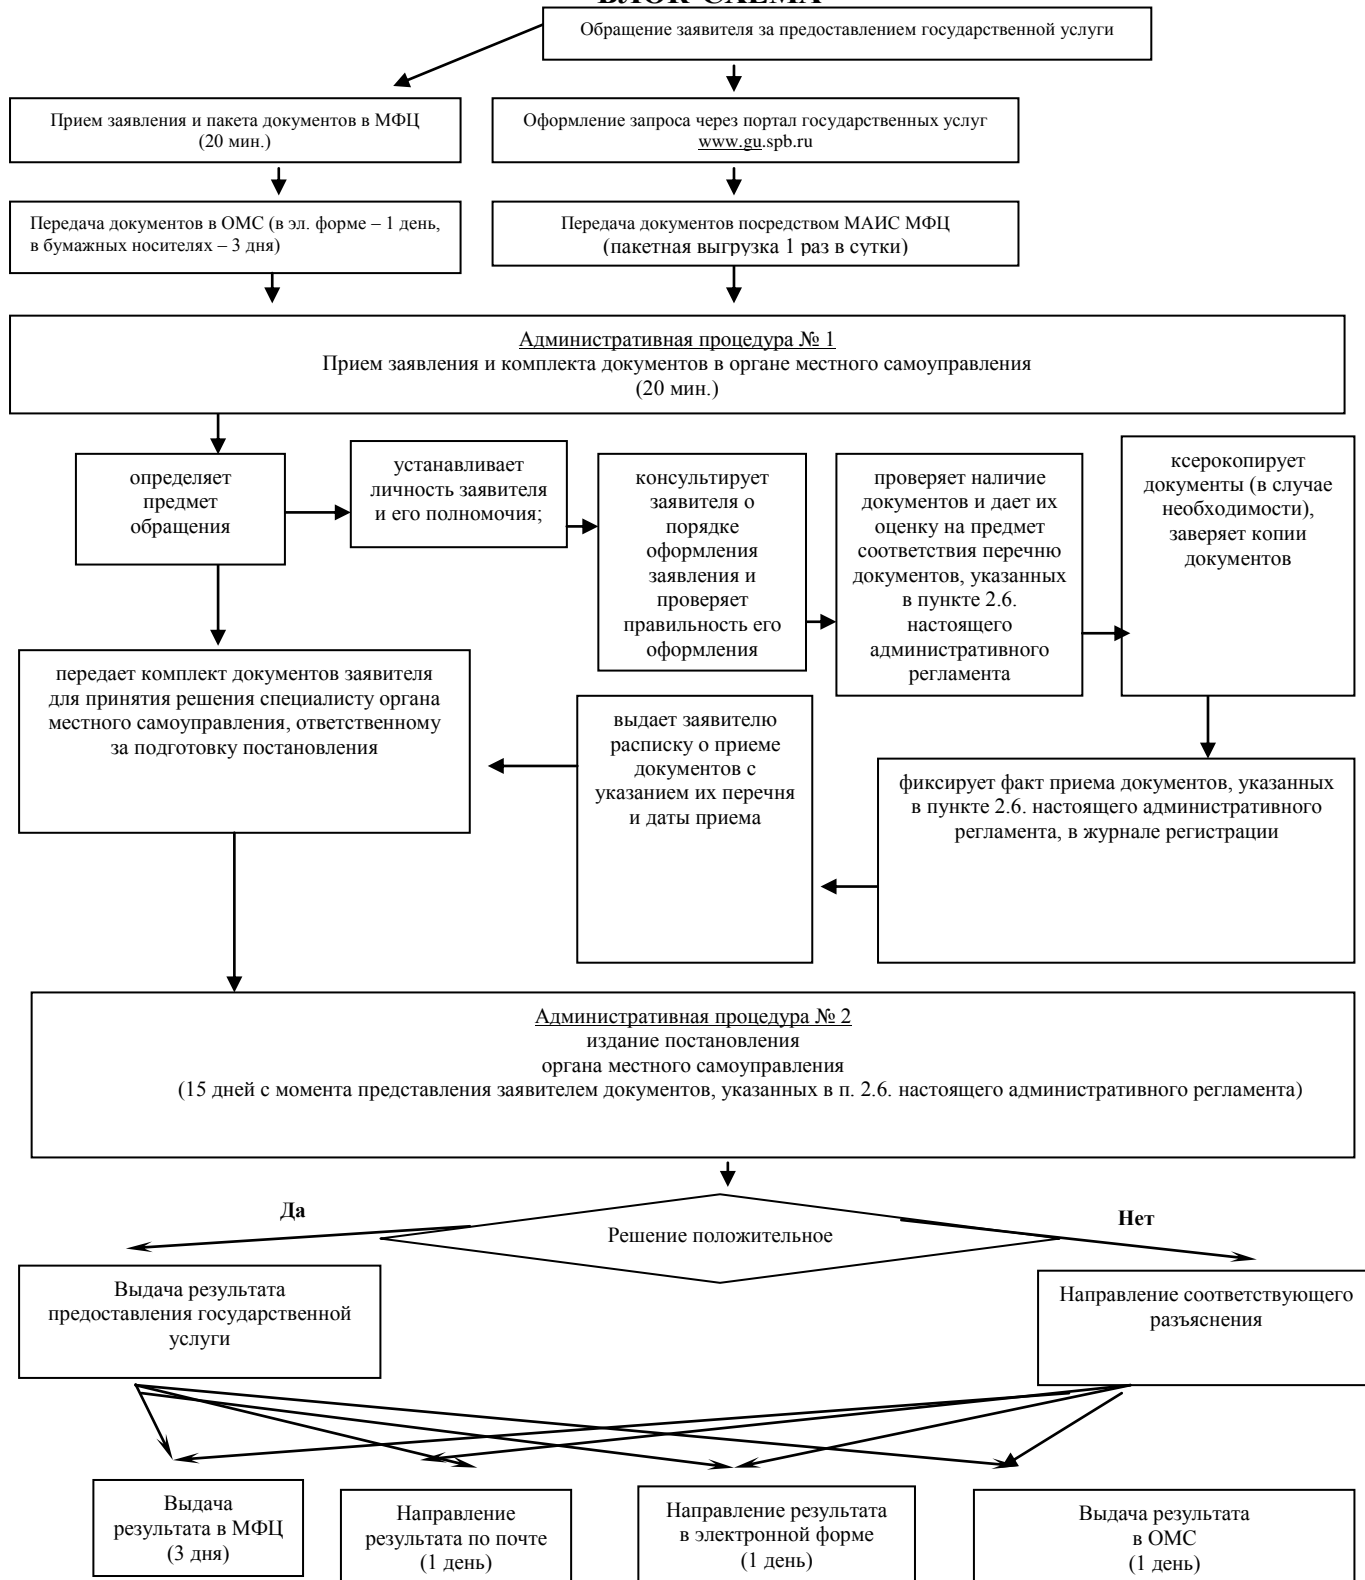 БЛОК-СХЕМА
Обращение заявителя за предоставлением государственной услуги
Прием заявления и пакета документов в МФЦ
(20 мин.)
Оформление запроса через портал государственных услуг
www.gu.spb.ru
Передача документов в ОМС (в эл. форме – 1 день,
в бумажных носителях – 3 дня)
Передача документов посредством МАИС МФЦ
(пакетная выгрузка 1 раз в сутки)
Административная процедура № 1
Прием заявления и комплекта документов в органе местного самоуправления
(20 мин.)
определяет
предмет
обращения
устанавливает
личность заявителя
и его полномочия;
консультирует
заявителя о
порядке
оформления
заявления и
проверяет
правильность его
оформления
проверяет наличие
документов и дает их
оценку на предмет
соответствия перечню
документов, указанных
в пункте 2.6.
настоящего
административного
регламента
ксерокопирует
документы (в случае
необходимости),
заверяет копии
документов
передает комплект документов заявителя
для принятия решения специалисту органа
местного самоуправления, ответственному
за подготовку постановления
выдает заявителю
расписку о приеме
документов с
указанием их перечня
и даты приема
фиксирует факт приема документов, указанных
в пункте 2.6. настоящего административного
регламента, в журнале регистрации
Административная процедура № 2
издание постановления
органа местного самоуправления
(15 дней с момента представления заявителем документов, указанных в п. 2.6. настоящего административного регламента)
Да
Решение положительное
Нет
Выдача результата
предоставления государственной
услуги
Направление соответствующего
разъяснения
Выдача
результата в МФЦ
(3 дня)
Направление
результата по почте
(1 день)
Направление результата
в электронной форме
(1 день)
Выдача результата
в ОМС
(1 день)